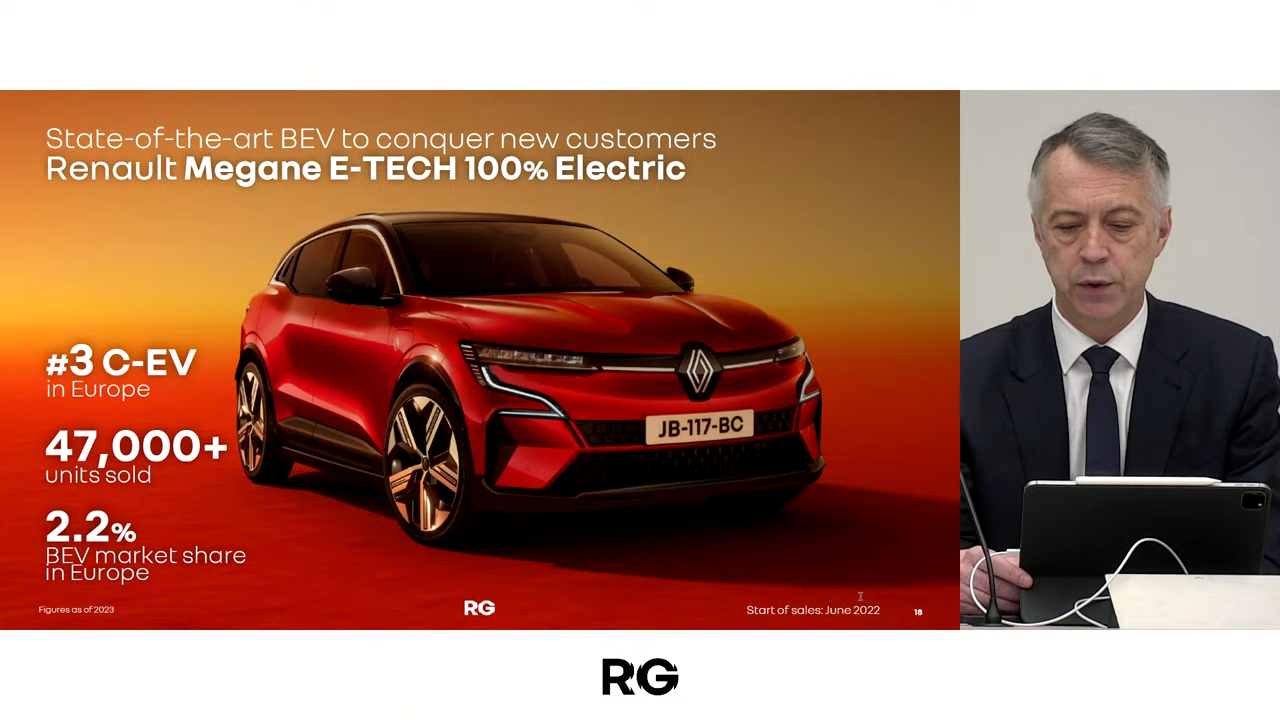 State-of-the-art BEV to conquer new customers
Renault Megane E-TECH 100% Electric
#3 C-EV
in Europe
47,000+
units sold
2.2%
BEV market share
in Europe
JB-117-BC
Figures as of 2023
RG
Start of sales: June 2022
18
RG